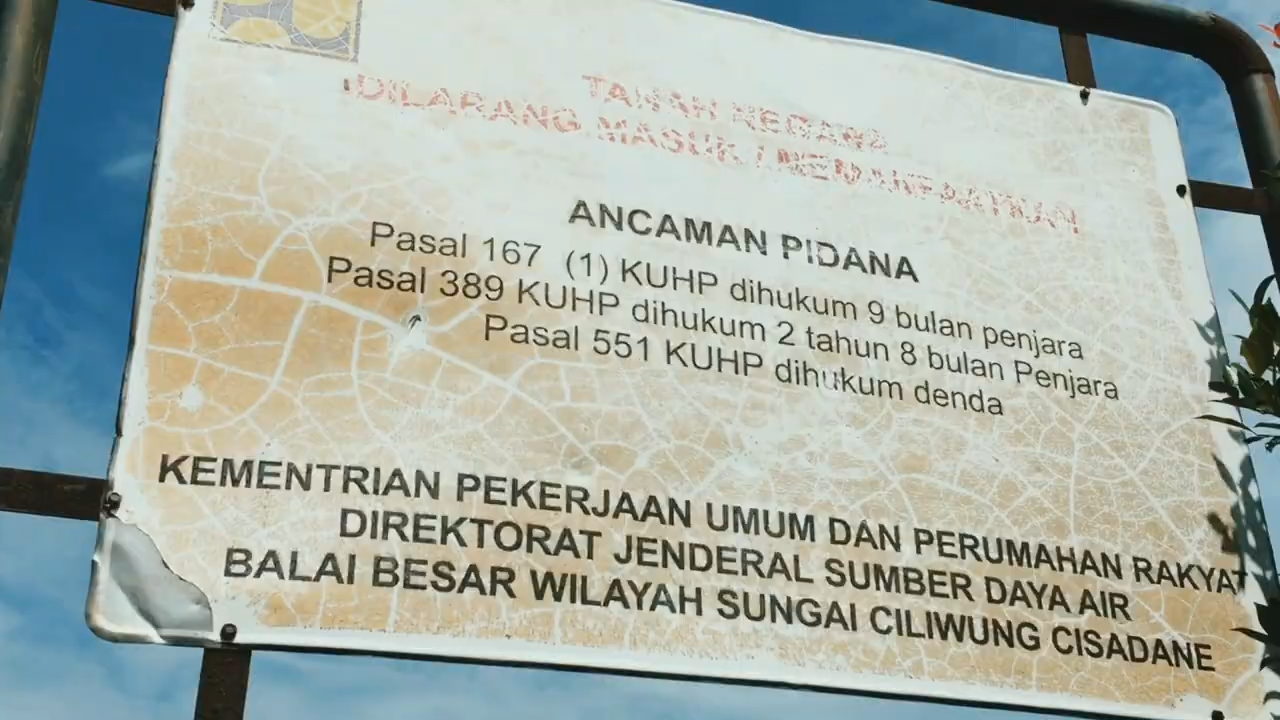 TANAH NEGARA
DILARANG MASUK / MEMANFAATKAN
ANCAMAN PIDANA
Pasal 167 (1) KUHP dihukum 9 bulan penjara
Pasal 389 KUHP dihukum 2 tahun 8 bulan Penjara
Pasal 551 KUHP dihukum denda
KEMENTRIAN PEKERJAAN UMUM DAN PERUMAHAN RAKYAT
DIREKTORAT JENDERAL SUMBER DAYA AIR
BALAI BESAR WILAYAH SUNGAI CILIWUNG CISADANE